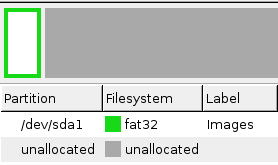 Partition Filesystem Label
/dev/sda1 fat32 Images
unallocated unallocated